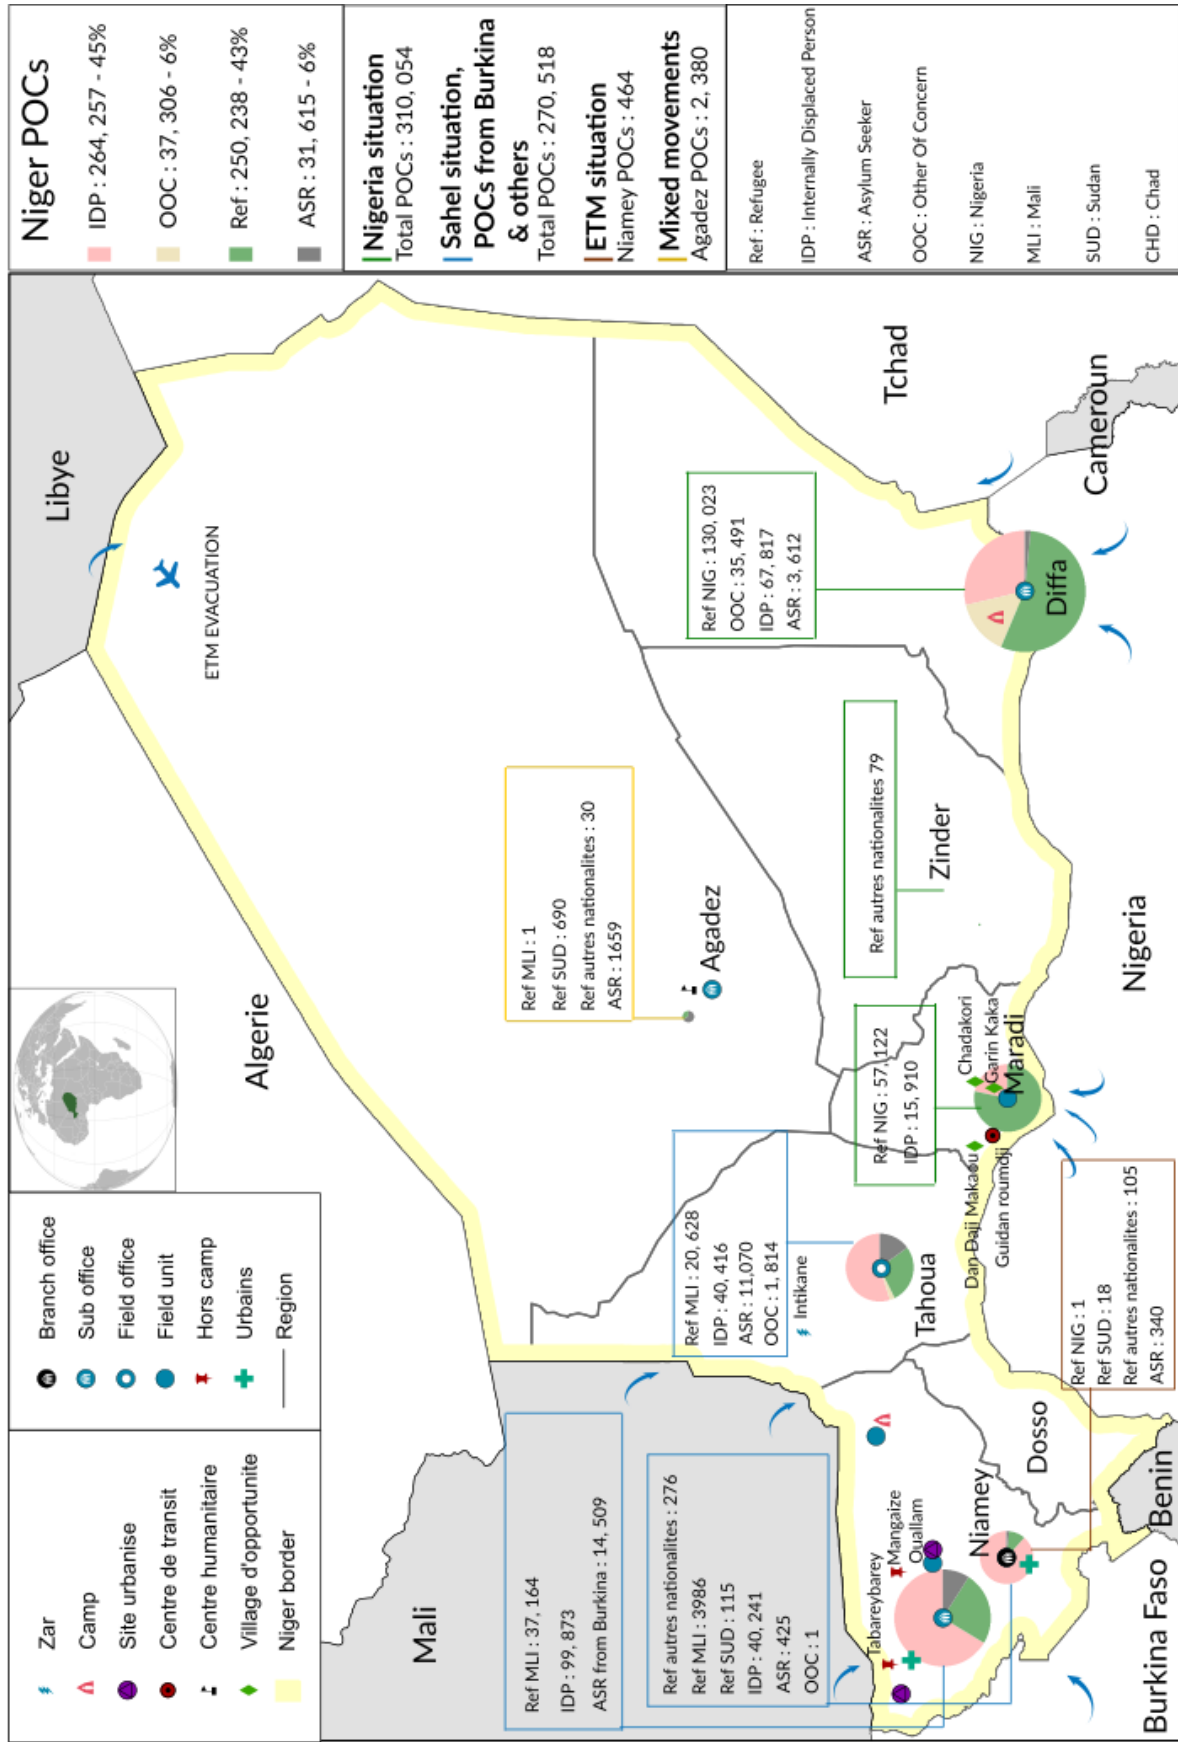 Zar
Camp
Site urbanise
Centre de transit
Centre humanitaire
Village d'opportunite
Niger border
Branch office
Sub office
Field office
Field unit
Hors camp
Urbains
Region
Niger POCs
IDP : 264, 257 - 45%
OOC : 37, 306 - 6%
Ref : 250, 238 - 43%
ASR : 31, 615 - 6%
Nigeria situation
Total POCs : 310, 054
Sahel situation,
POCs from Burkina
& others
Total POCs : 270, 518
ETM situation
Niamey POCs : 464
Mixed movements
Agadez POCs : 2, 380
Ref : Refugee
IDP : Internally Displaced Person
ASR : Asylum Seeker
OOC : Other Of Concern
NIG : Nigeria
MLI : Mali
SUD : Sudan
CHD : Chad
Libye
Algerie
ETM EVACUATION
Mali
Tchad
Cameroun
Nigeria
Benin
Burkina Faso
Ref MLI : 1
Ref SUD : 690
Ref autres nationalites : 30
ASR : 1659
Agadez
Ref NIG : 130, 023
OOC : 35, 491
IDP : 67, 817
ASR : 3, 612
Diffa
Ref autres nationalites 79
Zinder
Ref NIG : 57,122
IDP : 15, 910
Chadakori
Garin Kaka
Maradi
Dan Daji Makaou
Guidan roumdji
Ref MLI : 20, 628
IDP : 40, 416
ASR : 11,070
OOC : 1, 814
Intikane
Tahoua
Ref MLI : 37, 164
IDP : 99, 873
ASR from Burkina : 14, 509
Ref autres nationalites : 276
Ref MLI : 3986
Ref SUD : 115
IDP : 40, 241
ASR : 425
OOC : 1
Tabareybarey
Mangaize
Ouallam
Niamey
Dosso
Ref NIG : 1
Ref SUD : 18
Ref autres nationalites : 105
ASR : 340